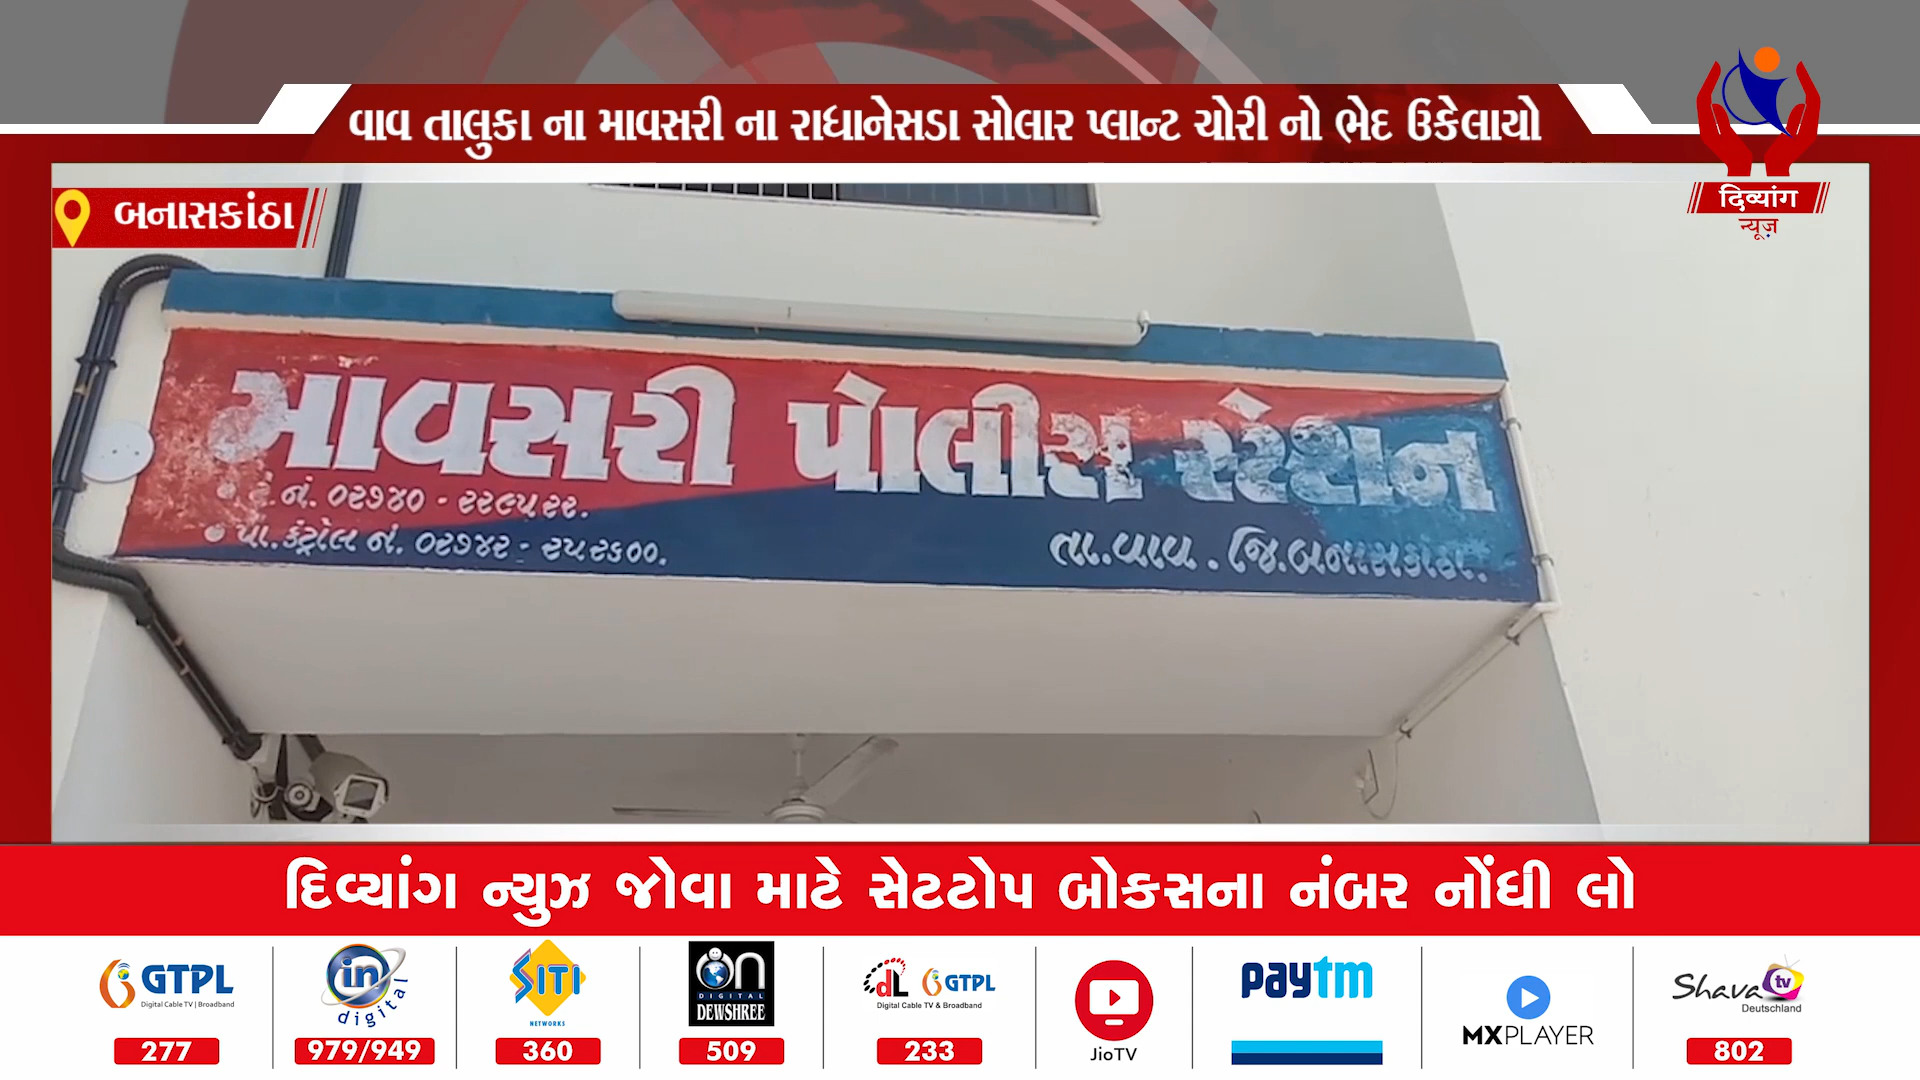 વાવ તાલુકા ના માવસરી ના રાધાનેસડા સોલાર પ્લાન્ટ ચોરી નો ભેદ ઉકેલાયો
दिव्यांग
न्यूज़
બનાસકાંઠા
માવસરી પોલીસ સ્ટેશન
નં. ૦૨૭૪૦ - ૨૨૯૫૨૨.
પો. કંટ્રોલ નં. ૦૨૭૪૨ - ૨૫૨૬૦૦.
તા. વાવ . જિ. બનાસકાંઠા.
દિવ્યાંગ ન્યુઝ જોવા માટે સેટટોપ બોકસના નંબર નોંધી લો
GTPL
Digital Cable TV | Broadband
277
in digital
979/949
SITI
NETWORKS
360
ON
DIGITAL
DEWSHREE
509
dL GTPL
Digital Cable TV & Broadband
233
JioTV
paytm
MXPLAYER
Shava tv
Deutschland
802